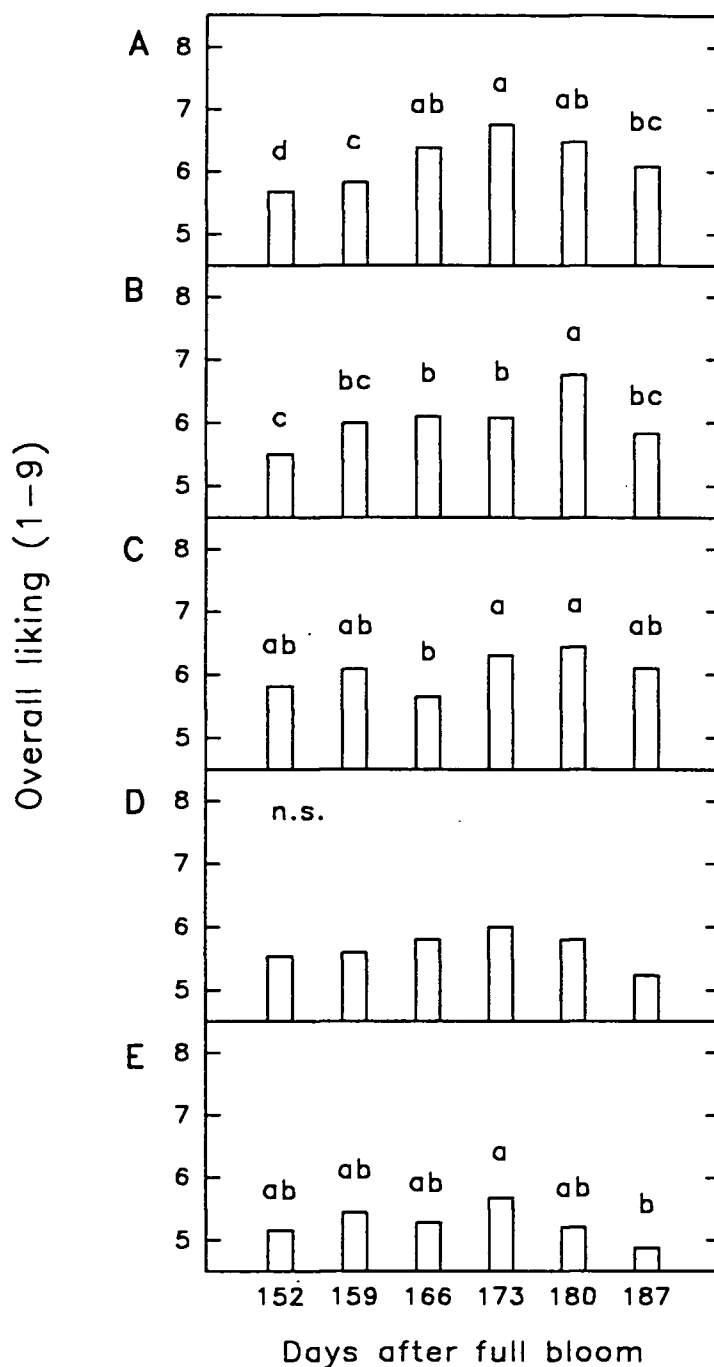 A
8
7
6
5
d c ab a ab bc
B
8
7
6
5
c bc b b a bc
C
8
7
6
5
ab ab b a a ab
D
8
7
6
5
n.s.
E
8
7
6
5
ab ab ab a ab b
152 159 166 173 180 187
Days after full bloom
Overall liking (1-9)